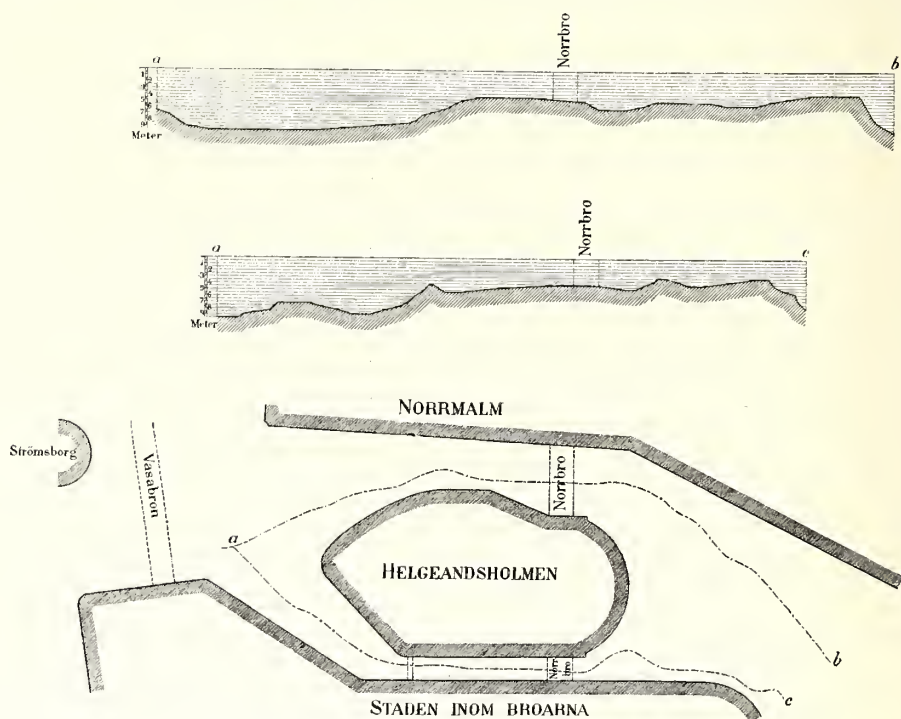 Norrbro
a
b
Meter
Norrbro
a
c
Meter
NORRMALM
Strömsborg
Vasabron
Norrbro
a
HELGEANDSHOLMEN
b
Norr
bro
c
STADEN INOM BROARNA